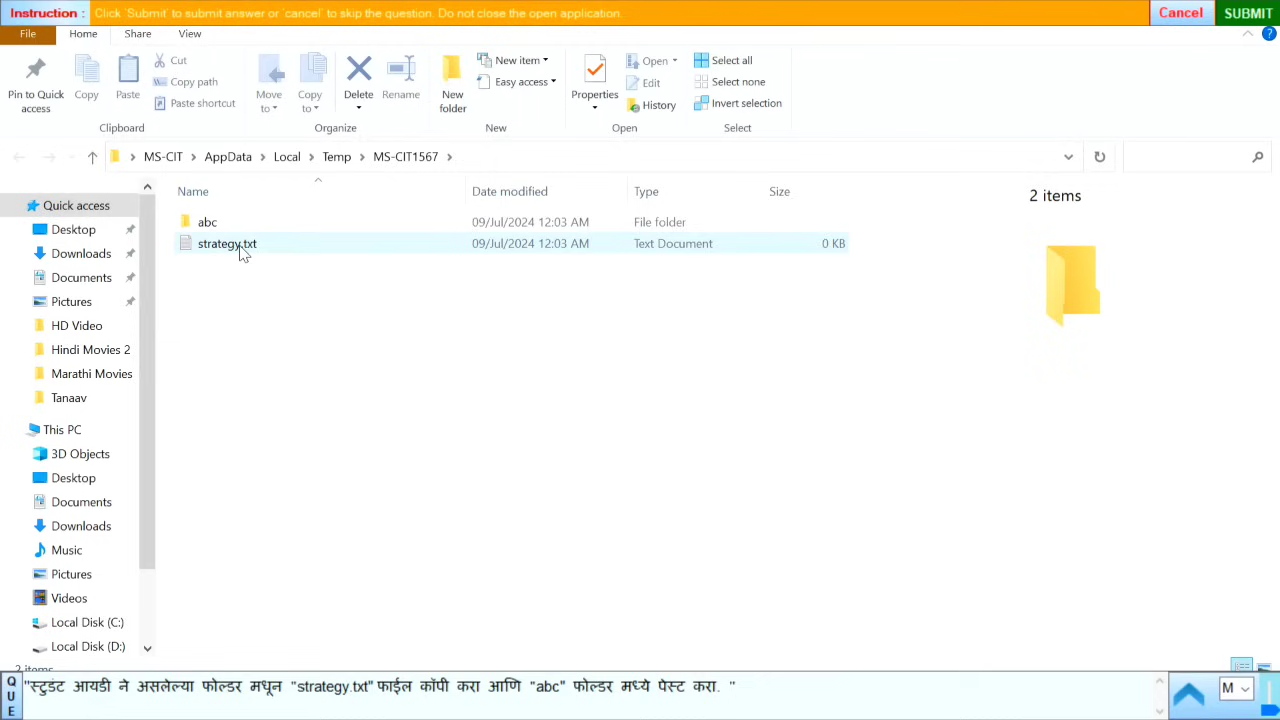 Instruction : Click 'Submit' to submit answer or 'cancel' to skip the question. Do not close the open application. Cancel SUBMIT
File Home Share View
Pin to Quick access
Copy
Paste
Cut
Copy path
Paste shortcut
Clipboard
Move to
Copy to
Delete
Rename
Organize
New folder
New item
Easy access
New
Properties
Open
Edit
History
Open
Select all
Select none
Invert selection
Select
MS-CIT > AppData > Local > Temp > MS-CIT1567 >
Quick access
Desktop
Downloads
Documents
Pictures
HD Video
Hindi Movies 2
Marathi Movies
Tanaav
This PC
3D Objects
Desktop
Documents
Downloads
Music
Pictures
Videos
Local Disk (C:)
Local Disk (D:)
Name Date modified Type Size
abc 09/Jul/2024 12:03 AM File folder
strategy.txt 09/Jul/2024 12:03 AM Text Document 0 KB
2 items
2 items
QUE
"स्टुडंट आयडी ने असलेल्या फोल्डर मधून "strategy.txt" फाईल कॉपी करा आणि "abc" फोल्डर मध्ये पेस्ट करा. "
M